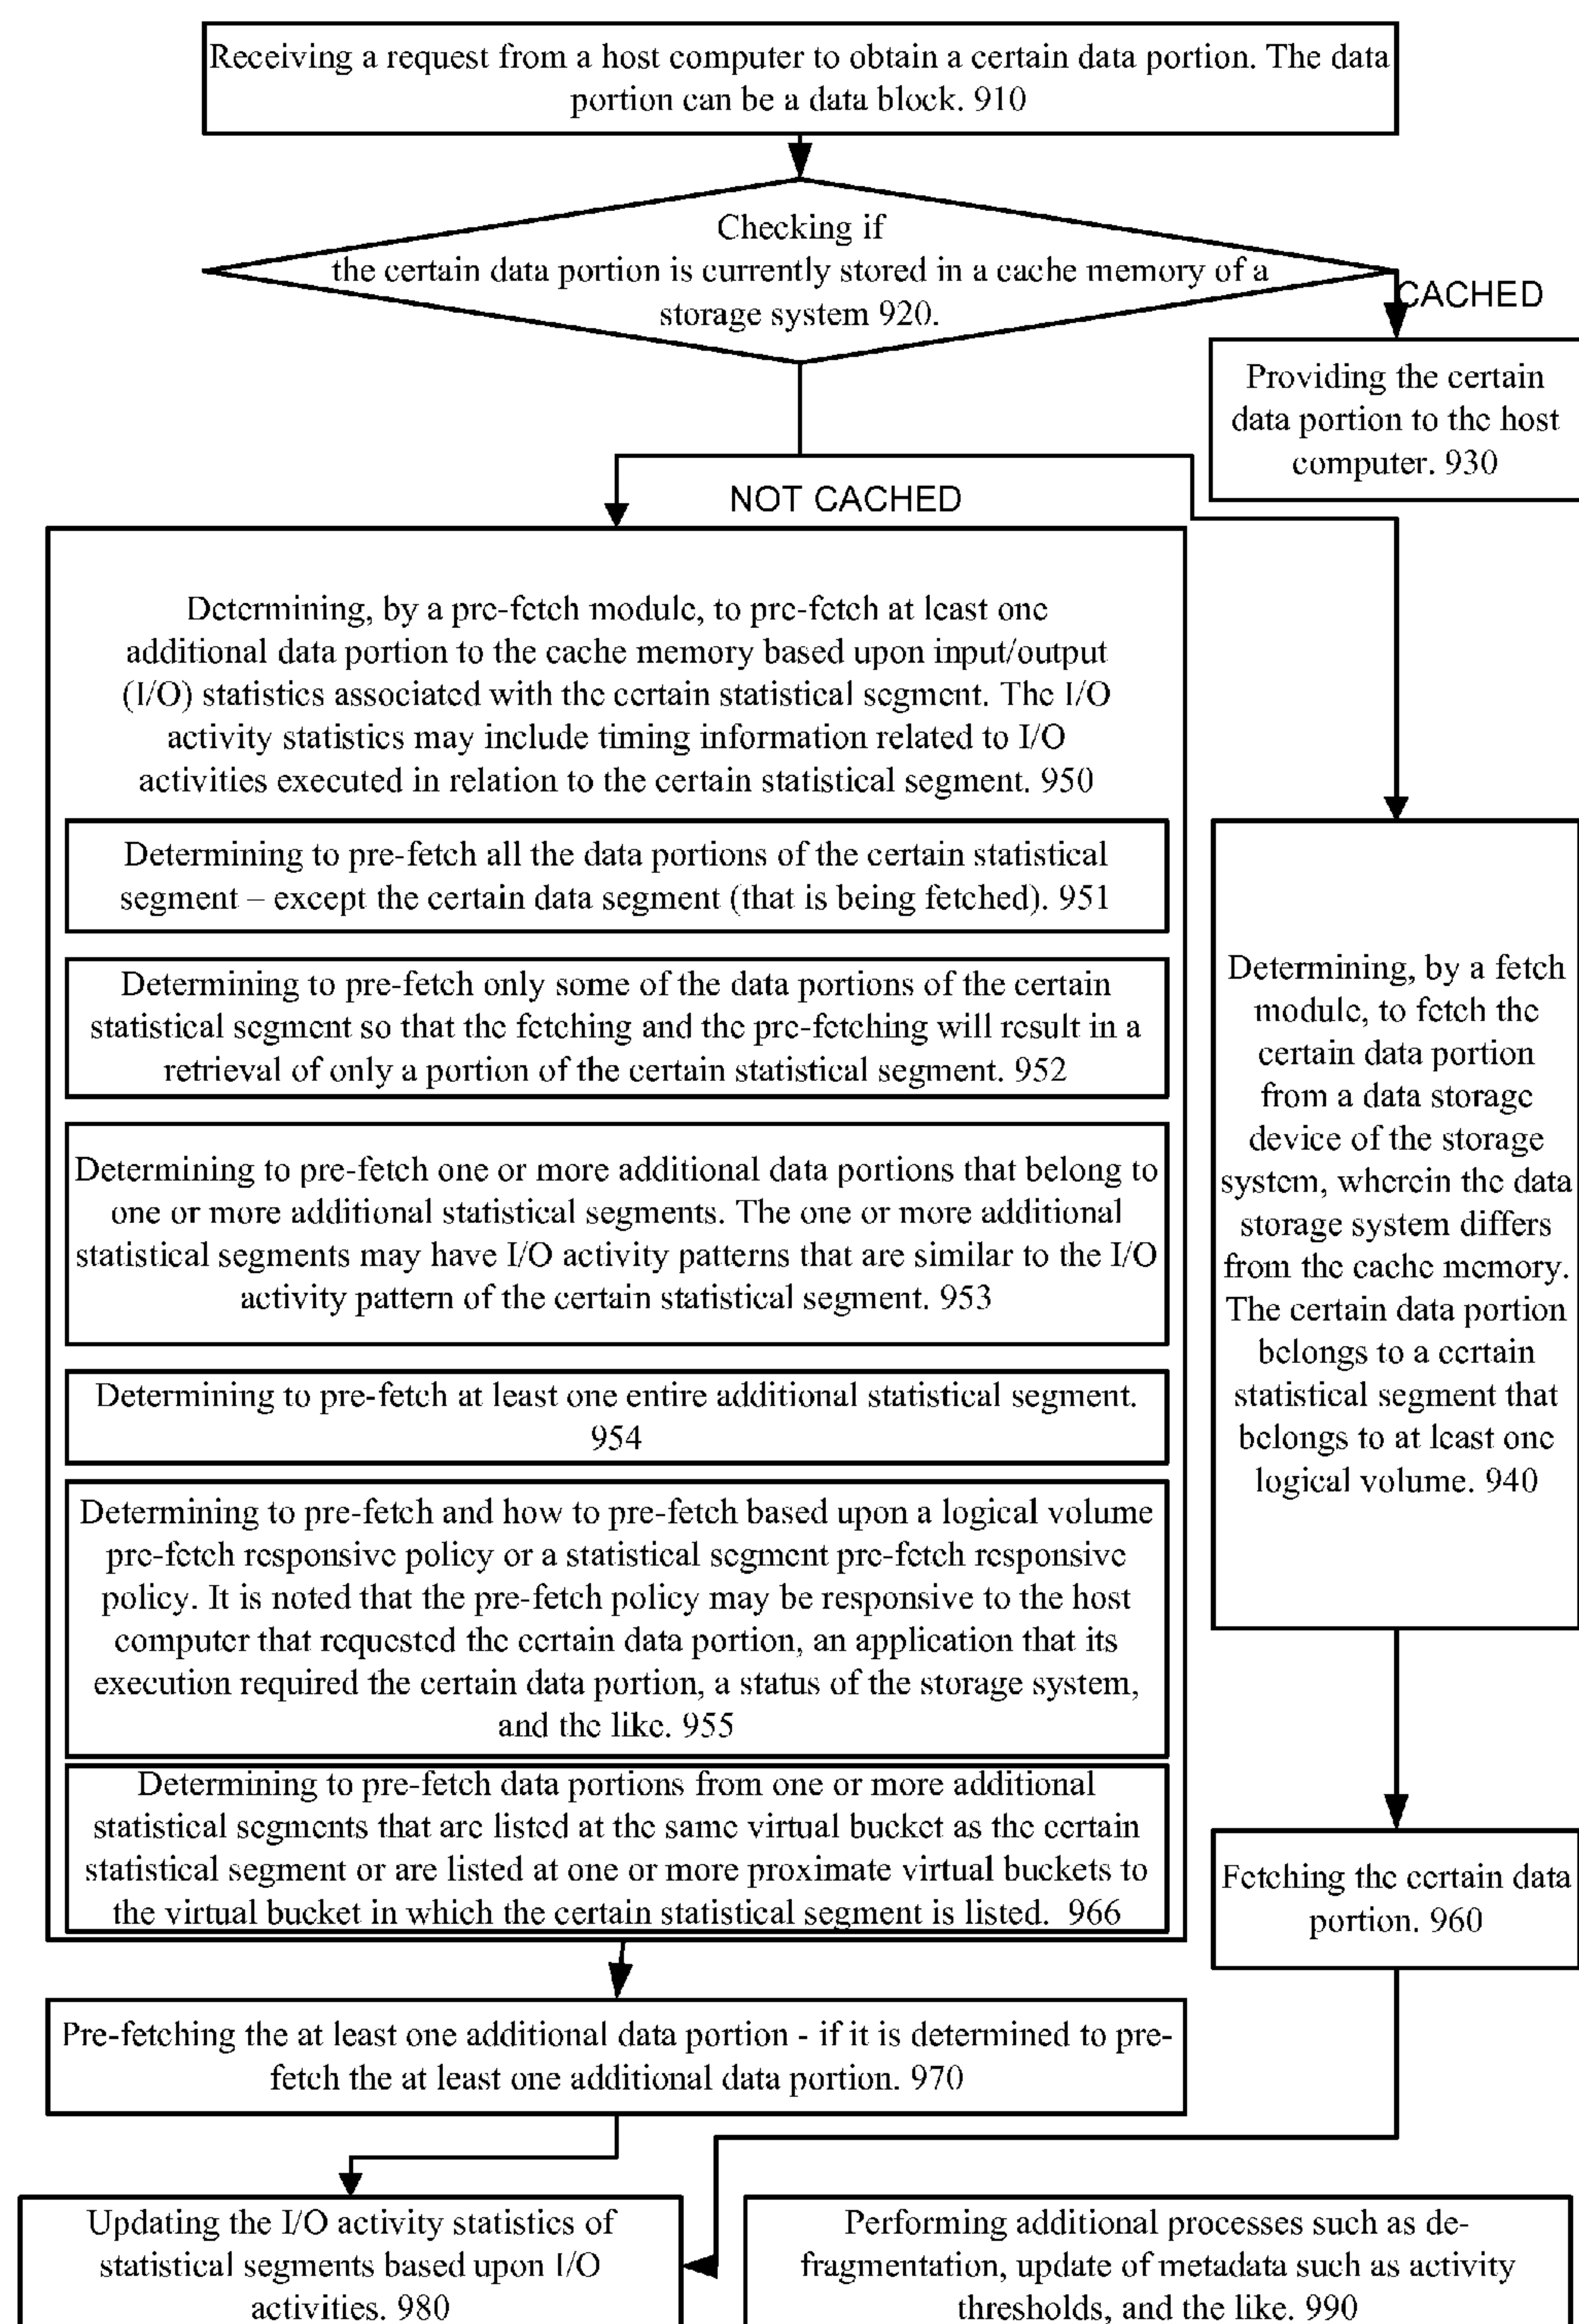 Receiving a request from a host computer to obtain a certain data portion. The data
portion can be a data block. 910
Checking if
the certain data portion is currently stored in a cache memory of a
storage system 920.
CACHED
Providing the certain
data portion to the host
computer. 930
NOT CACHED
Determining, by a pre-fetch module, to pre-fetch at least one
additional data portion to the cache memory based upon input/output
(I/O) statistics associated with the certain statistical segment. The I/O
activity statistics may include timing information related to I/O
activities executed in relation to the certain statistical segment. 950
Determining to pre-fetch all the data portions of the certain statistical
segment – except the certain data segment (that is being fetched). 951
Determining to pre-fetch only some of the data portions of the certain
statistical segment so that the fetching and the pre-fetching will result in a
retrieval of only a portion of the certain statistical segment. 952
Determining to pre-fetch one or more additional data portions that belong to
one or more additional statistical segments. The one or more additional
statistical segments may have I/O activity patterns that are similar to the I/O
activity pattern of the certain statistical segment. 953
Determining to pre-fetch at least one entire additional statistical segment.
954
Determining to pre-fetch and how to pre-fetch based upon a logical volume
pre-fetch responsive policy or a statistical segment pre-fetch responsive
policy. It is noted that the pre-fetch policy may be responsive to the host
computer that requested the certain data portion, an application that its
execution required the certain data portion, a status of the storage system,
and the like. 955
Determining to pre-fetch data portions from one or more additional
statistical segments that are listed at the same virtual bucket as the certain
statistical segment or are listed at one or more proximate virtual buckets to
the virtual bucket in which the certain statistical segment is listed. 966
Determining, by a fetch
module, to fetch the
certain data portion
from a data storage
device of the storage
system, wherein the data
storage system differs
from the cache memory.
The certain data portion
belongs to a certain
statistical segment that
belongs to at least one
logical volume. 940
Fetching the certain data
portion. 960
Pre-fetching the at least one additional data portion - if it is determined to pre-
fetch the at least one additional data portion. 970
Updating the I/O activity statistics of
statistical segments based upon I/O
activities. 980
Performing additional processes such as de-
fragmentation, update of metadata such as activity
thresholds, and the like. 990